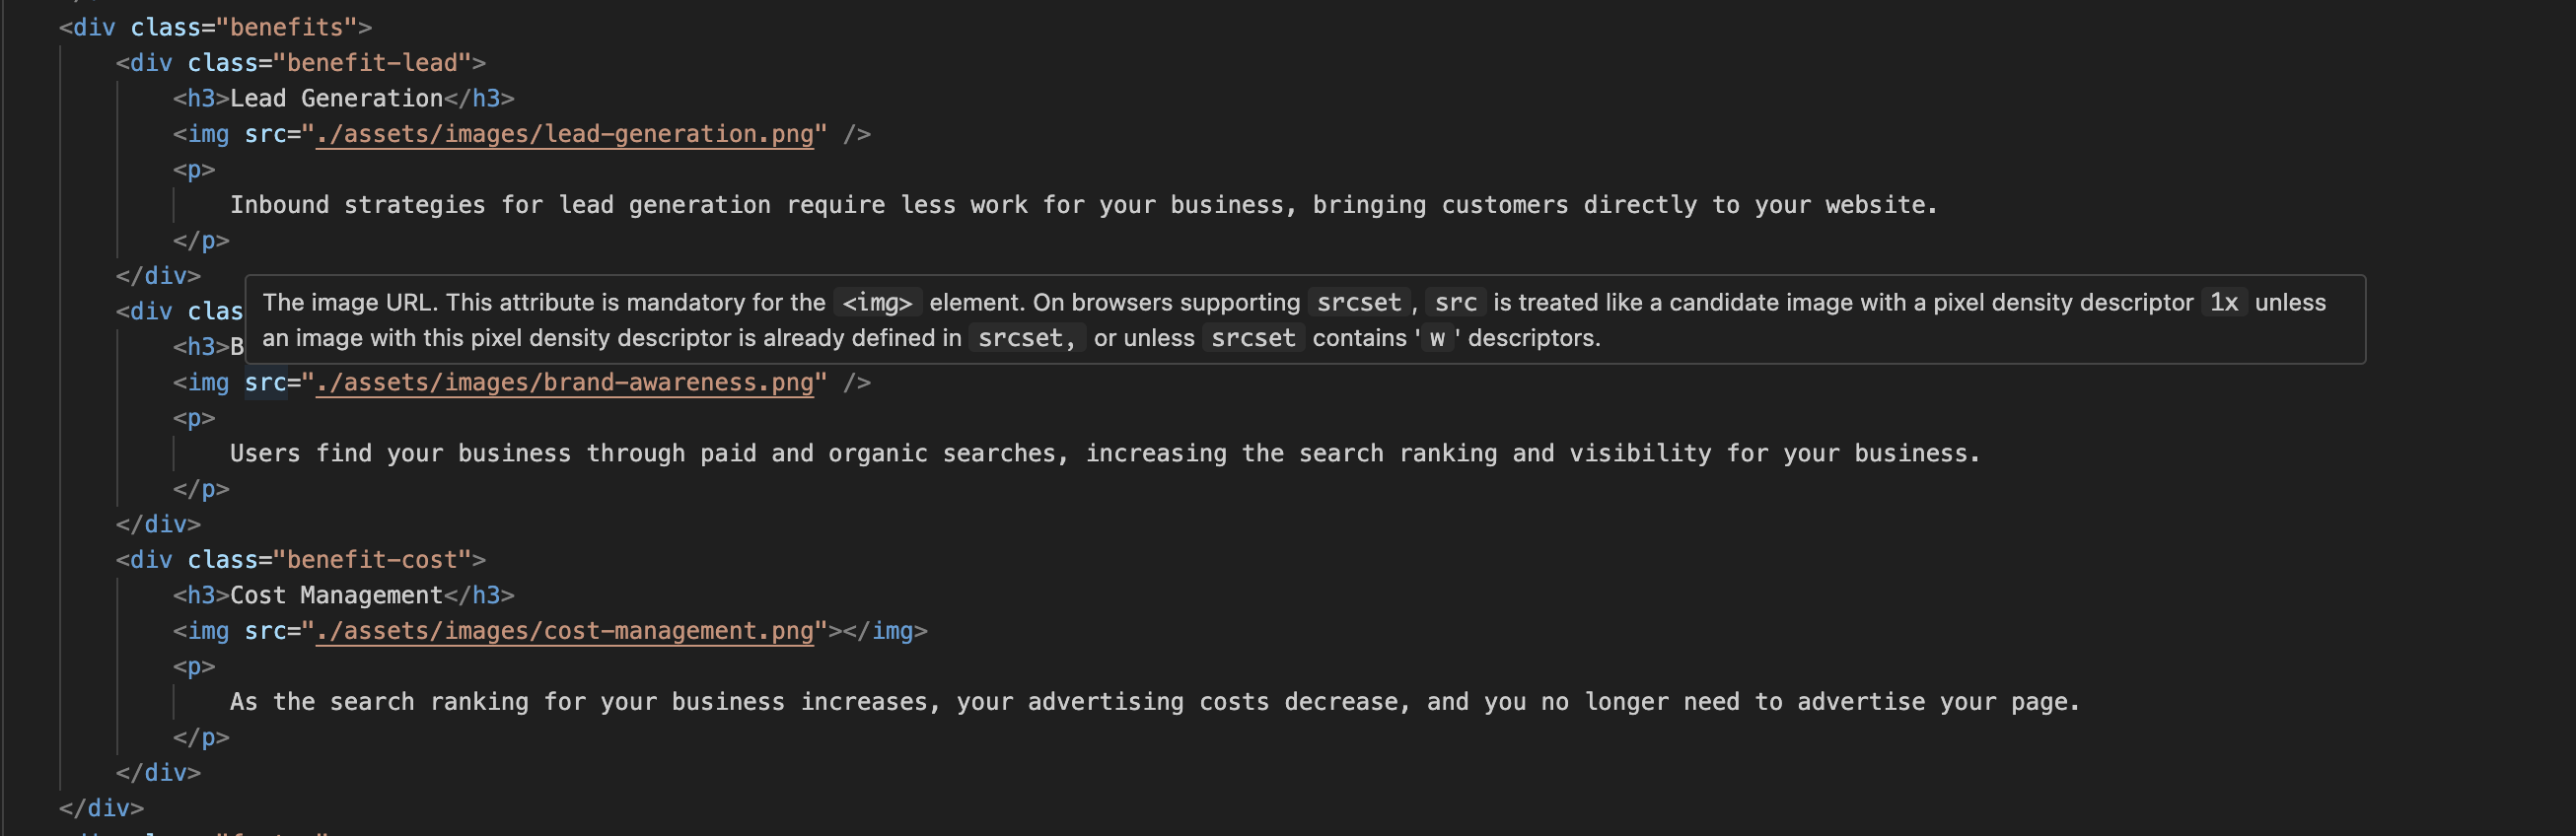 <div class="benefits">
<div class="benefit-lead">
<h3>Lead Generation</h3>
<img src="./assets/images/lead-generation.png" />
<p>
Inbound strategies for lead generation require less work for your business, bringing customers directly to your website.
</p>
</div>
<div clas
The image URL. This attribute is mandatory for the <img> element. On browsers supporting srcset, src is treated like a candidate image with a pixel density descriptor 1x unless
an image with this pixel density descriptor is already defined in srcset, or unless srcset contains 'w' descriptors.
<h3>B
<img src="./assets/images/brand-awareness.png" />
<p>
Users find your business through paid and organic searches, increasing the search ranking and visibility for your business.
</p>
</div>
<div class="benefit-cost">
<h3>Cost Management</h3>
<img src="./assets/images/cost-management.png"></img>
<p>
As the search ranking for your business increases, your advertising costs decrease, and you no longer need to advertise your page.
</p>
</div>
</div>